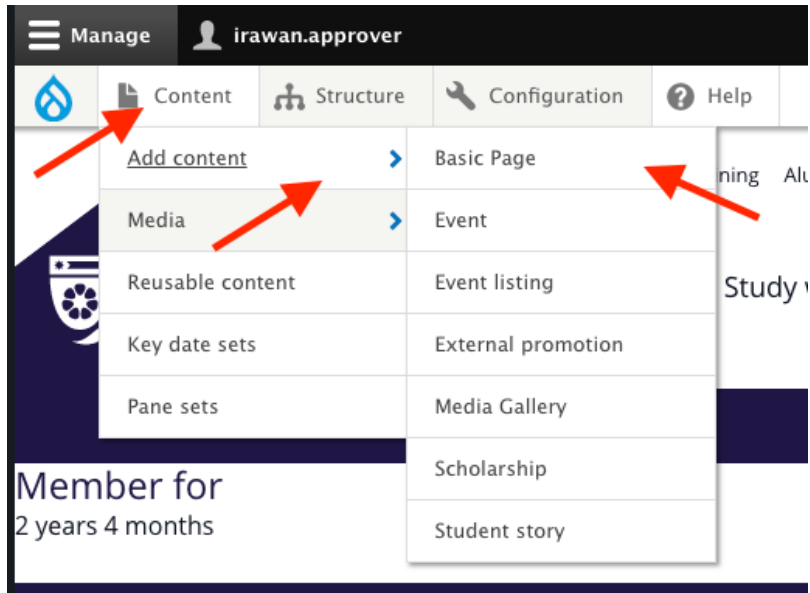 Manage irawan.approver
Content Structure Configuration Help
Add content
Media
Reusable content
Key date sets
Pane sets
Basic Page
Event
Event listing
External promotion
Media Gallery
Scholarship
Student story
Study
Member for
2 years 4 months